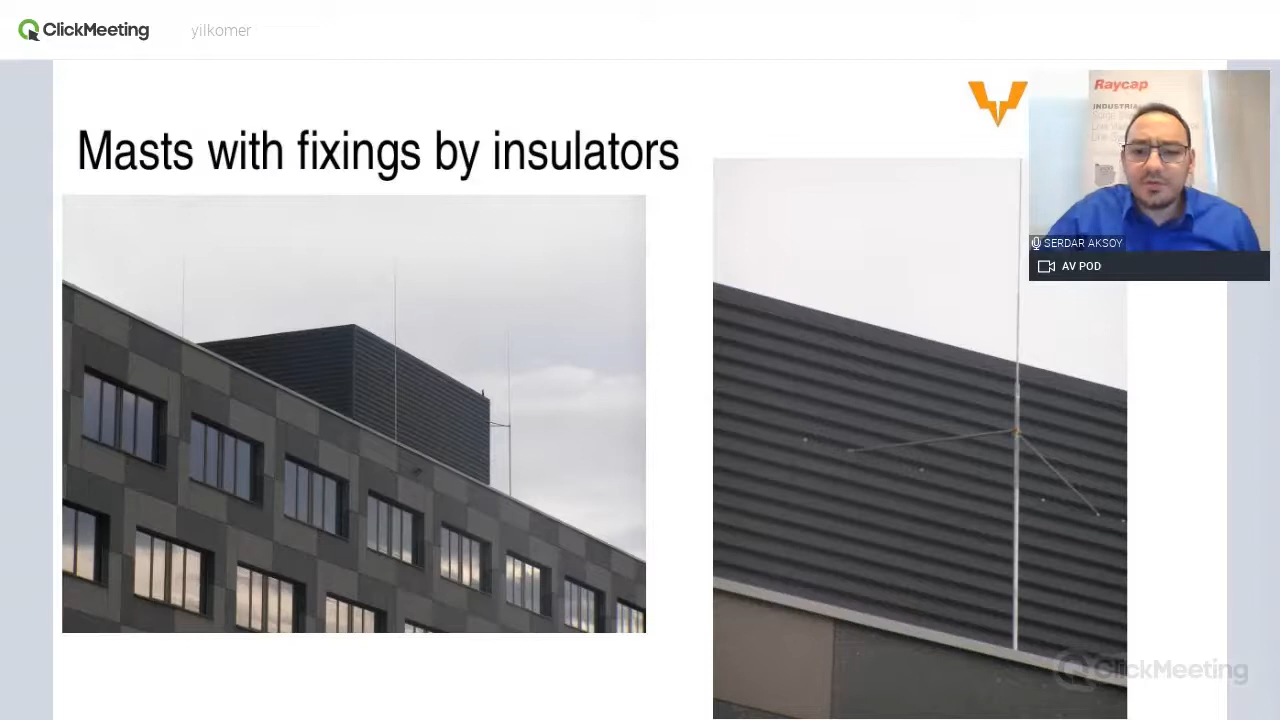 ClickMeeting
yilkomer
Masts with fixings by insulators
Raycap
INDUSTRIAL
SERDAR AKSOY
AV POD
ClickMeeting